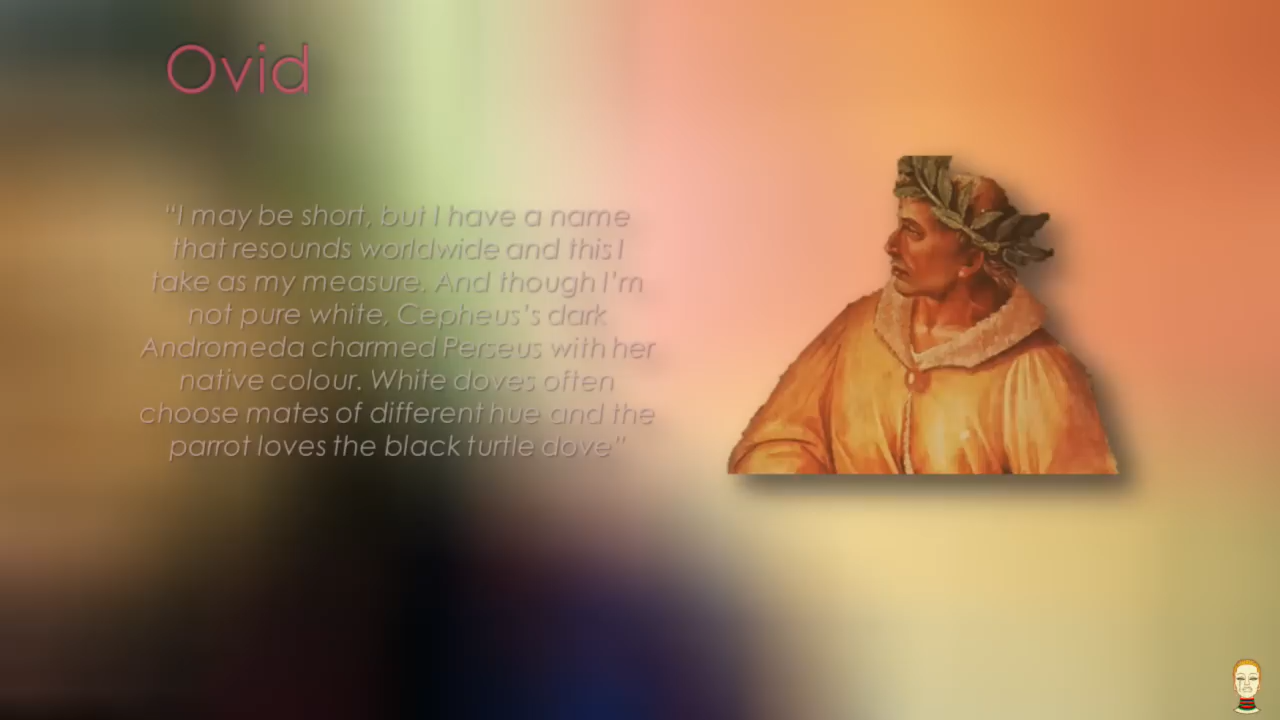 Ovid
"I may be short, but I have a name
that resounds worldwide and this I
take as my measure. And though I'm
not pure white, Cepheus's dark
Andromeda charmed Perseus with her
native colour. White doves often
choose mates of different hue and the
parrot loves the black turtle dove"